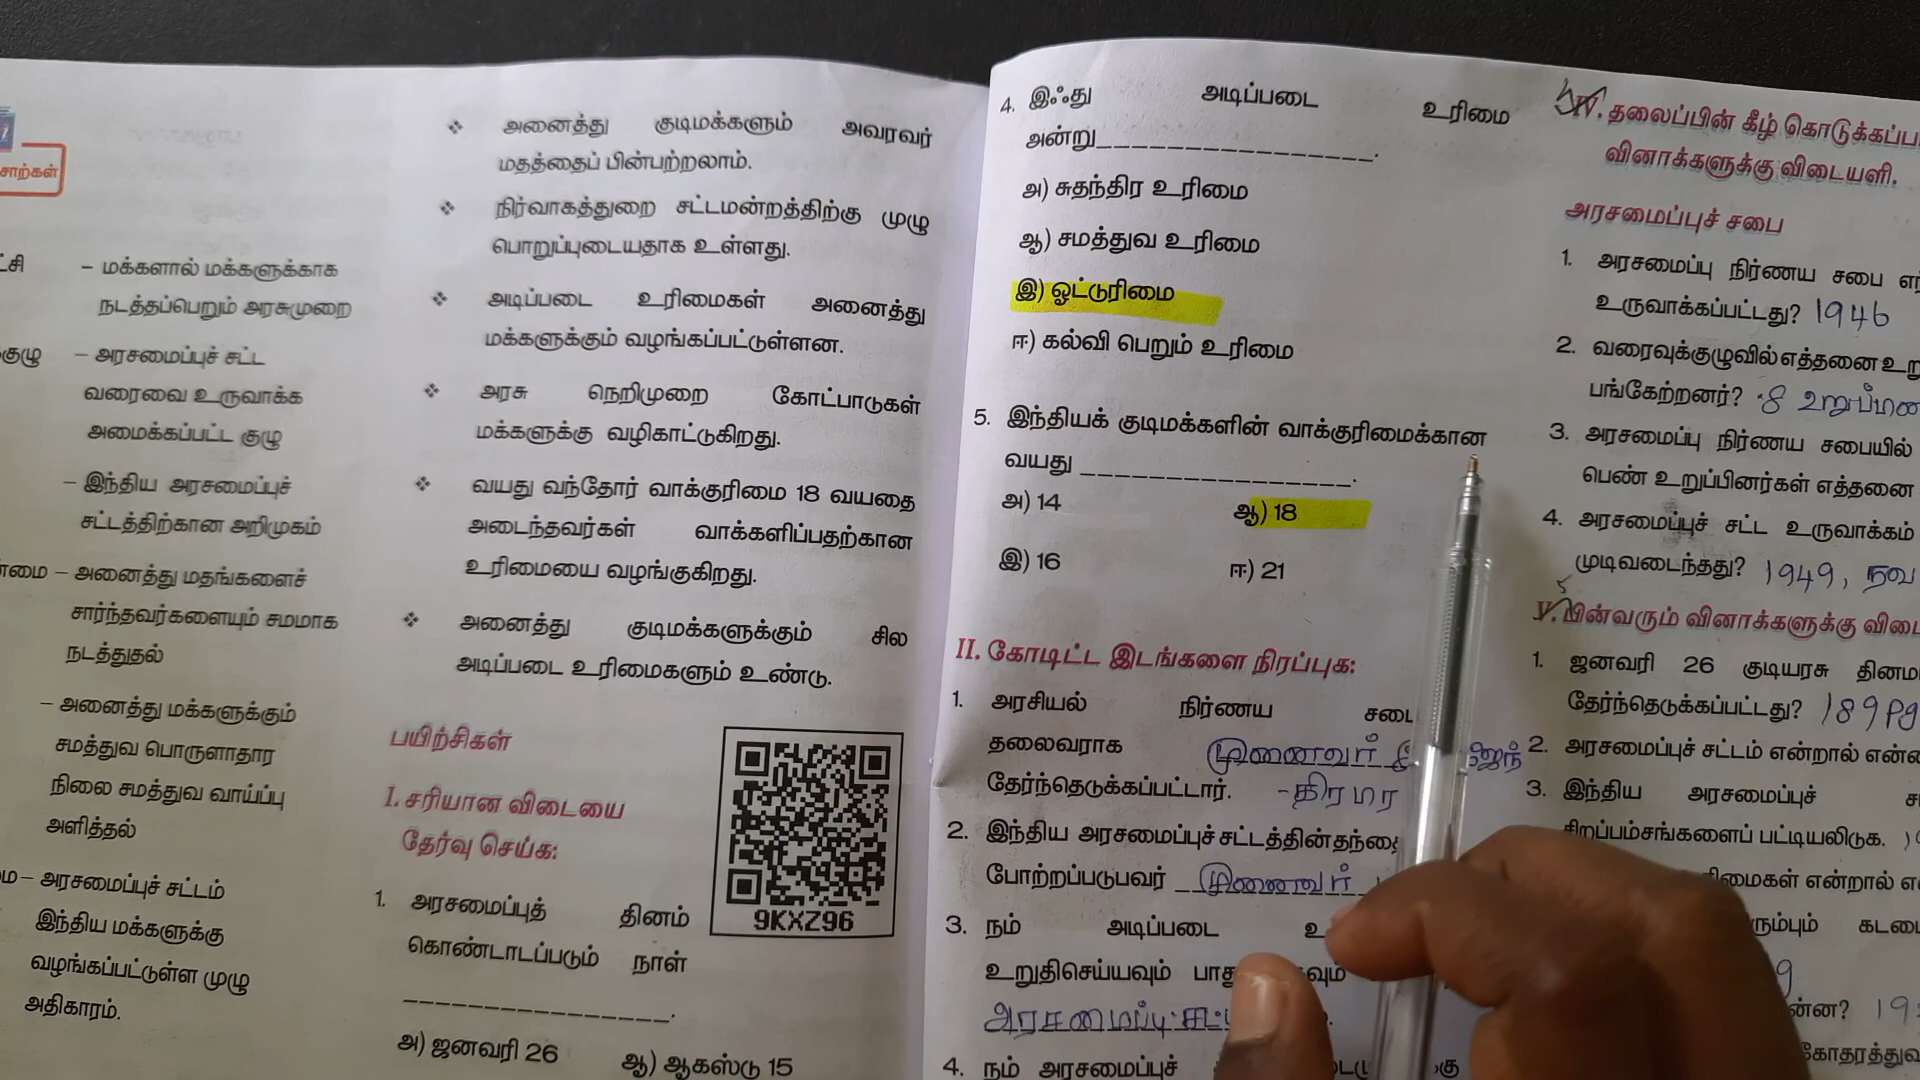 சொற்கள்
– மக்களால் மக்களுக்காக
நடத்தப்பெறும் அரசுமுறை
– அரசமைப்புச் சட்ட
வரைவை உருவாக்க
அமைக்கப்பட்ட குழு
– இந்திய அரசமைப்புச்
சட்டத்திற்கான அறிமுகம்
– அனைத்து மதங்களைச்
சார்ந்தவர்களையும் சமமாக
நடத்துதல்
– அனைத்து மக்களுக்கும்
சமத்துவ பொருளாதார
நிலை சமத்துவ வாய்ப்பு
அளித்தல்
– அரசமைப்புச் சட்டம்
இந்திய மக்களுக்கு
வழங்கப்பட்டுள்ள முழு
அதிகாரம்.
❖ அனைத்து குடிமக்களும் அவரவர்
மதத்தைப் பின்பற்றலாம்.
❖ நிர்வாகத்துறை சட்டமன்றத்திற்கு முழு
பொறுப்புடையதாக உள்ளது.
❖ அடிப்படை உரிமைகள் அனைத்து
மக்களுக்கும் வழங்கப்பட்டுள்ளன.
❖ அரசு நெறிமுறை கோட்பாடுகள்
மக்களுக்கு வழிகாட்டுகிறது.
❖ வயது வந்தோர் வாக்குரிமை 18 வயதை
அடைந்தவர்கள் வாக்களிப்பதற்கான
உரிமையை வழங்குகிறது.
❖ அனைத்து குடிமக்களுக்கும் சில
அடிப்படை உரிமைகளும் உண்டு.
பயிற்சிகள்
I. சரியான விடையை
தேர்வு செய்க:
9KXZ96
1. அரசமைப்புத் தினம்
கொண்டாடப்படும் நாள்
________________.
அ) ஜனவரி 26 ஆ) ஆகஸ்டு 15
4. இஃது அடிப்படை உரிமை
அன்று________________.
அ) சுதந்திர உரிமை
ஆ) சமத்துவ உரிமை
இ) ஓட்டுரிமை
ஈ) கல்வி பெறும் உரிமை
5. இந்தியக் குடிமக்களின் வாக்குரிமைக்கான
வயது ________________.
அ) 14 ஆ) 18
இ) 16 ஈ) 21
II. கோடிட்ட இடங்களை நிரப்புக:
1. அரசியல் நிர்ணய
தலைவராக முனைவர்
தேர்ந்தெடுக்கப்பட்டார்.
2. இந்திய அரசமைப்புச் சட்டத்தின் தந்தை
போற்றப்படுபவர் முனைவர்
3. நம் அடிப்படை
உறுதிசெய்யவும்
அரசமைப்பு
4. நம் அரசமைப்புச்
IV. தலைப்பின் கீழ்
வினாக்களுக்கு விடையளி.
அரசமைப்புச் சபை
1. அரசமைப்பு நிர்ணய சபை
உருவாக்கப்பட்டது? 1946
2. வரைவுக்குழுவில் எத்தனை
பங்கேற்றனர்? 8
3. அரசமைப்பு நிர்ணய சபையில்
பெண் உறுப்பினர்கள் எத்தனை
4. அரசமைப்புச் சட்ட உருவாக்கம்
முடிவடைந்தது? 1949, நவ
V. பின்வரும் வினாக்களுக்கு
1. ஜனவரி 26 குடியரசு
தேர்ந்தெடுக்கப்பட்டது? 189 Pg
2. அரசமைப்புச் சட்டம் என்றால்
3. இந்திய அரசமைப்புச்
சிறப்பம்சங்களைப் பட்டியலிடுக.
என்றால்